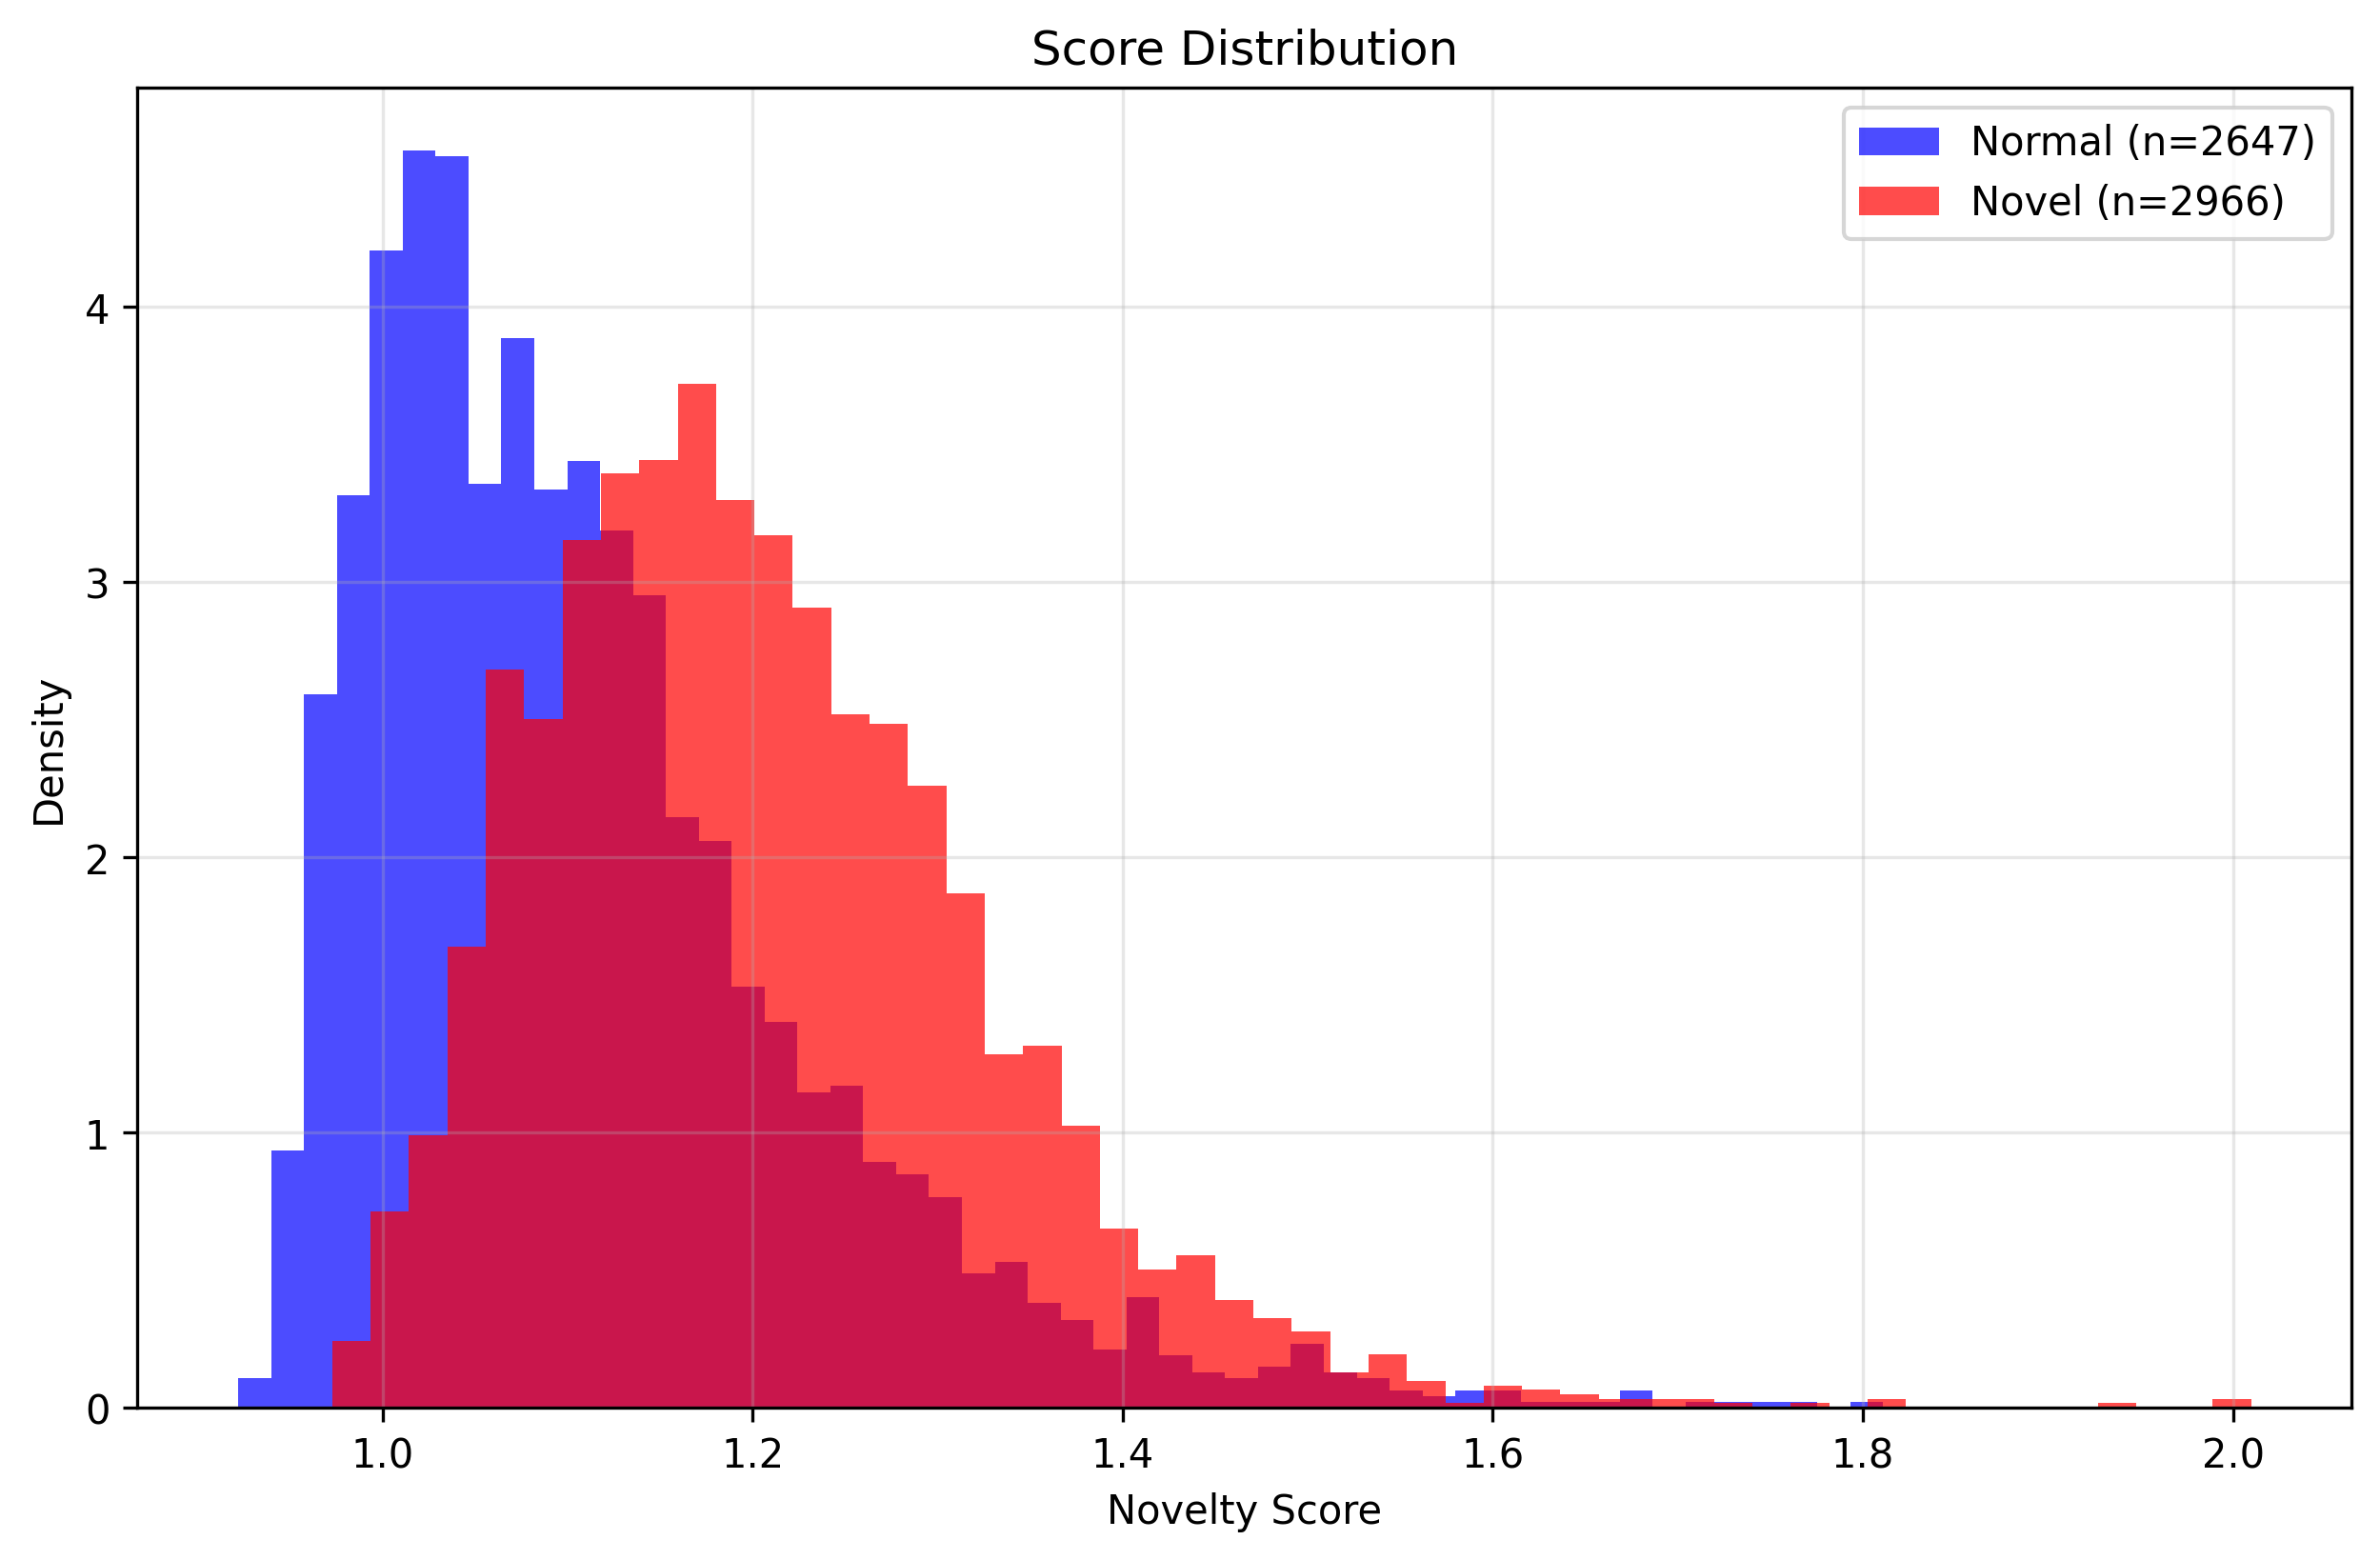 Score Distribution
Normal (n=2647)
Novel (n=2966)
Density
4
3
2
1
0
1.0 1.2 1.4 1.6 1.8 2.0
Novelty Score